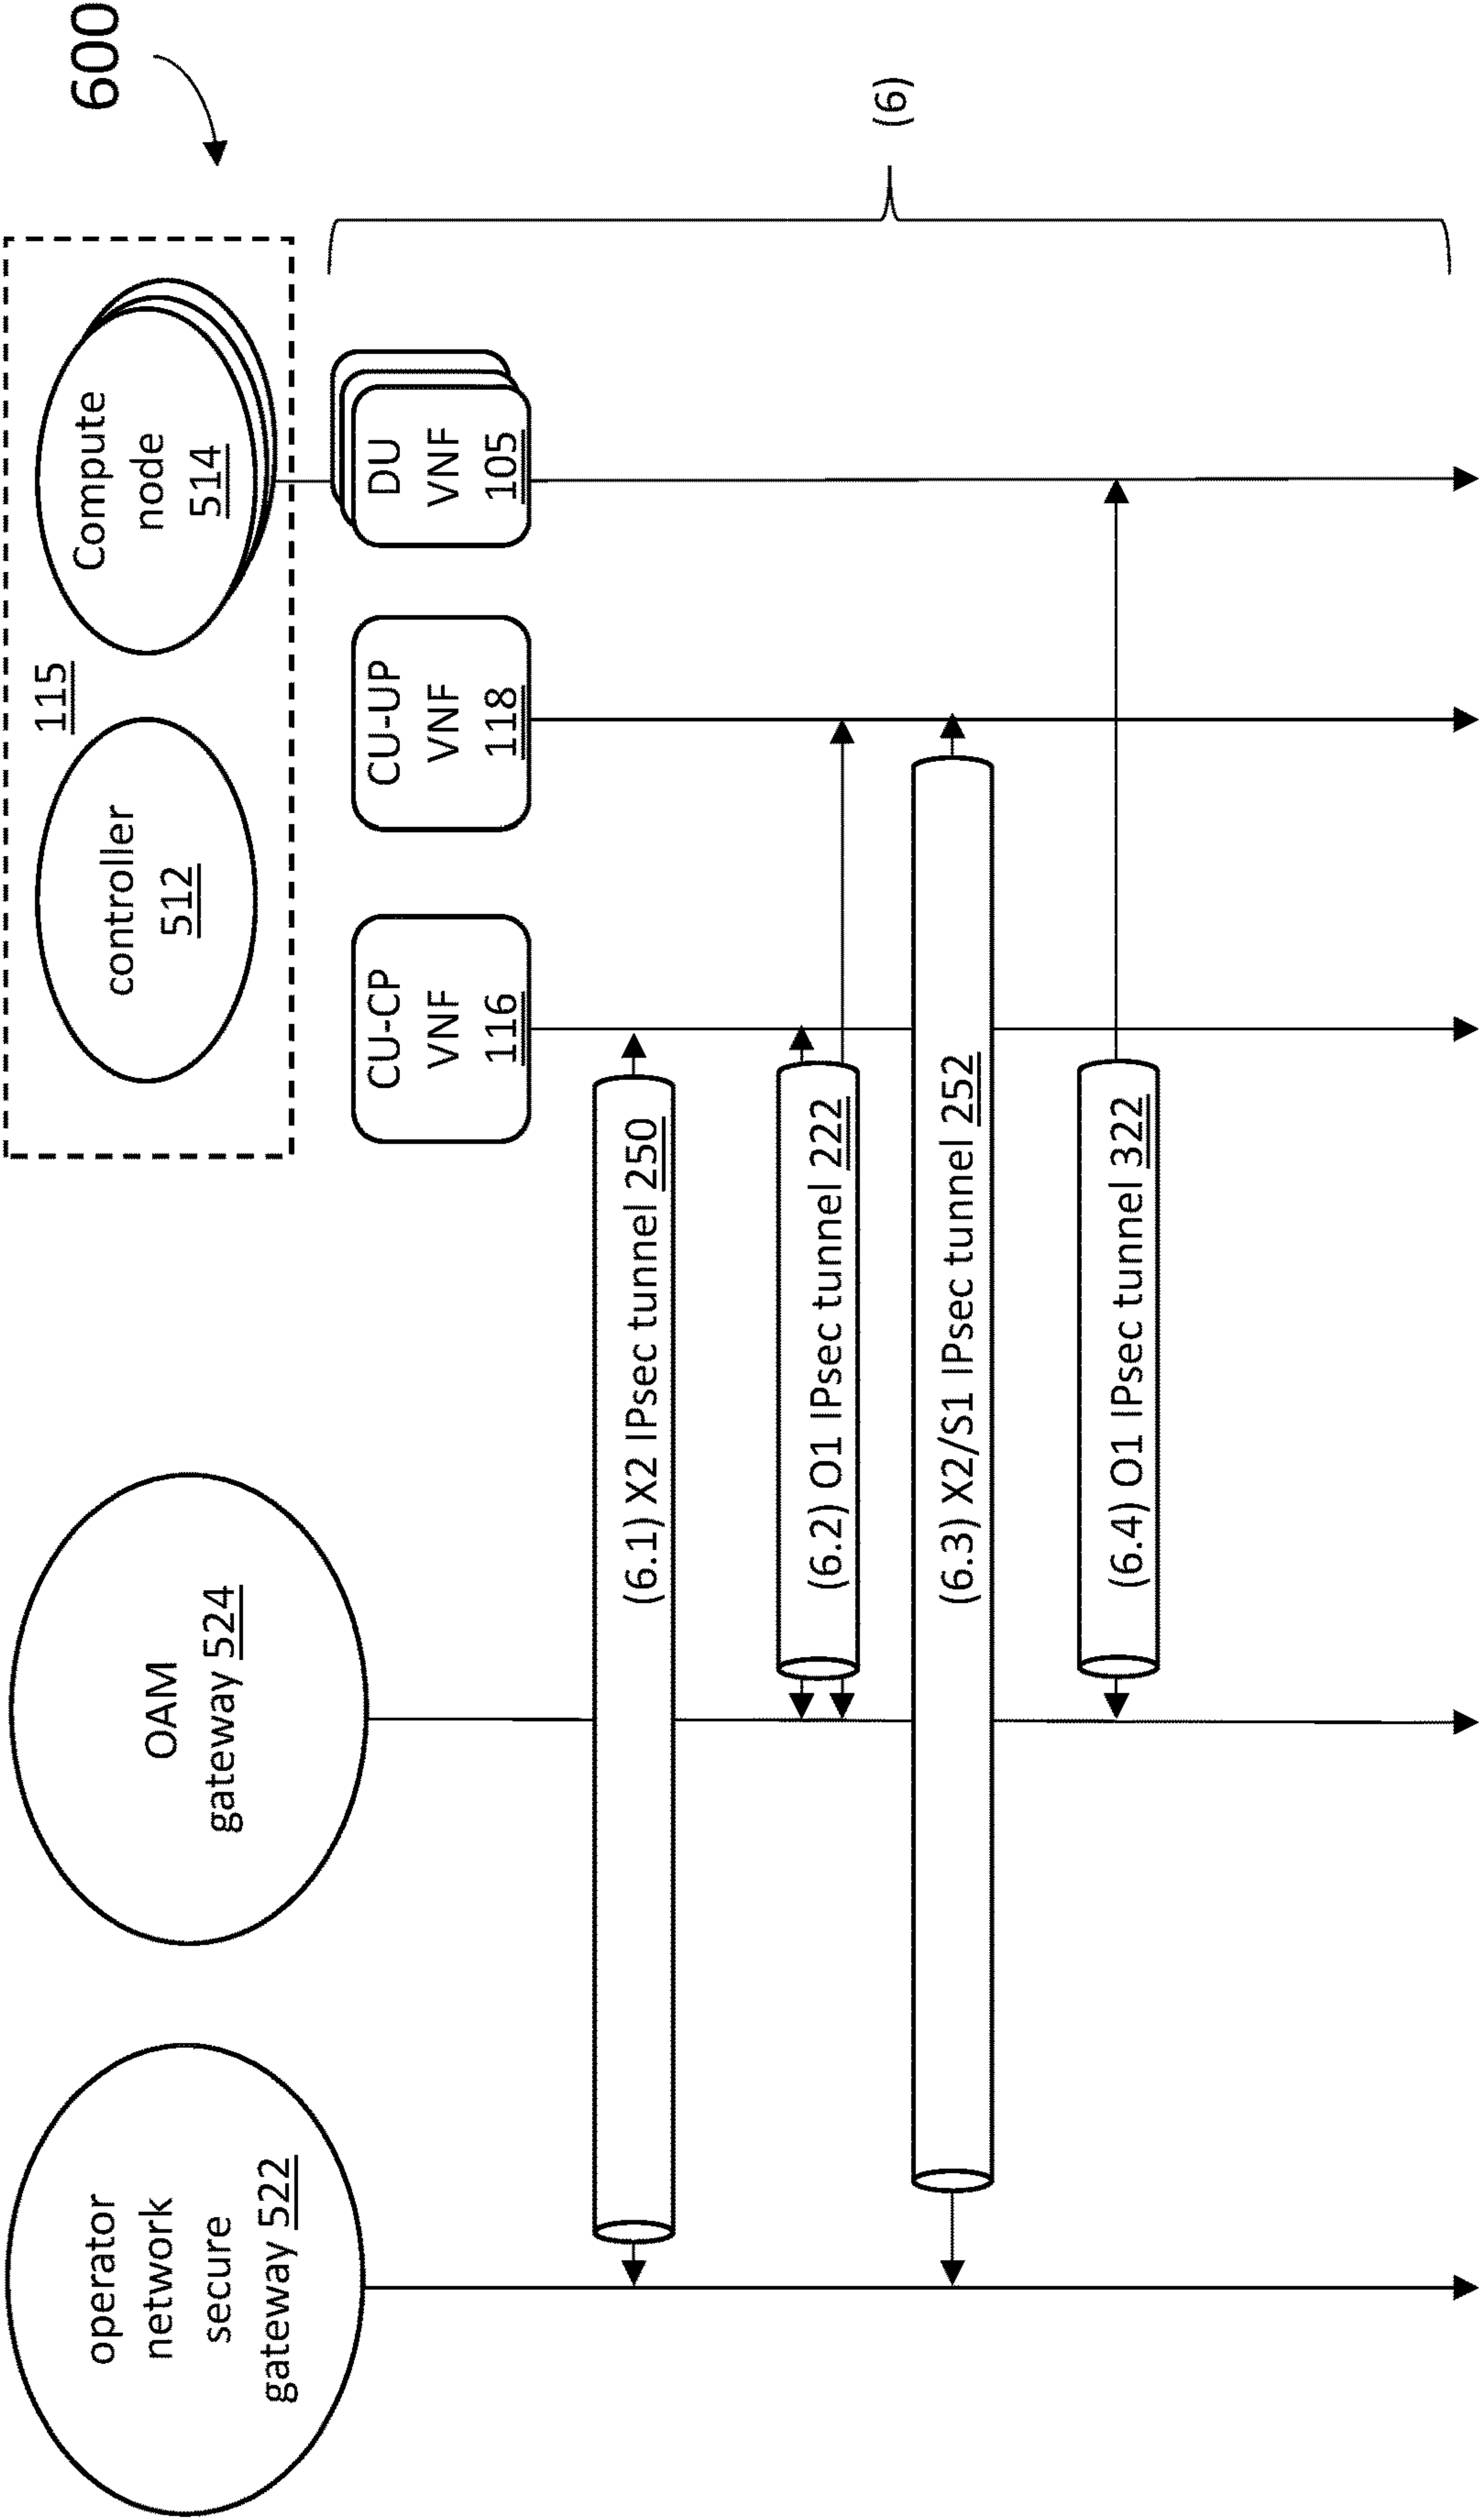 600
operator
network
secure
gateway 522
OAM
gateway 524
115
controller
512
Compute
node
514
CU-CP
VNF
116
CU-UP
VNF
118
DU
VNF
105
(6)
(6.1) X2 IPsec tunnel 250
(6.2) O1 IPsec tunnel 222
(6.3) X2/S1 IPsec tunnel 252
(6.4) O1 IPsec tunnel 322